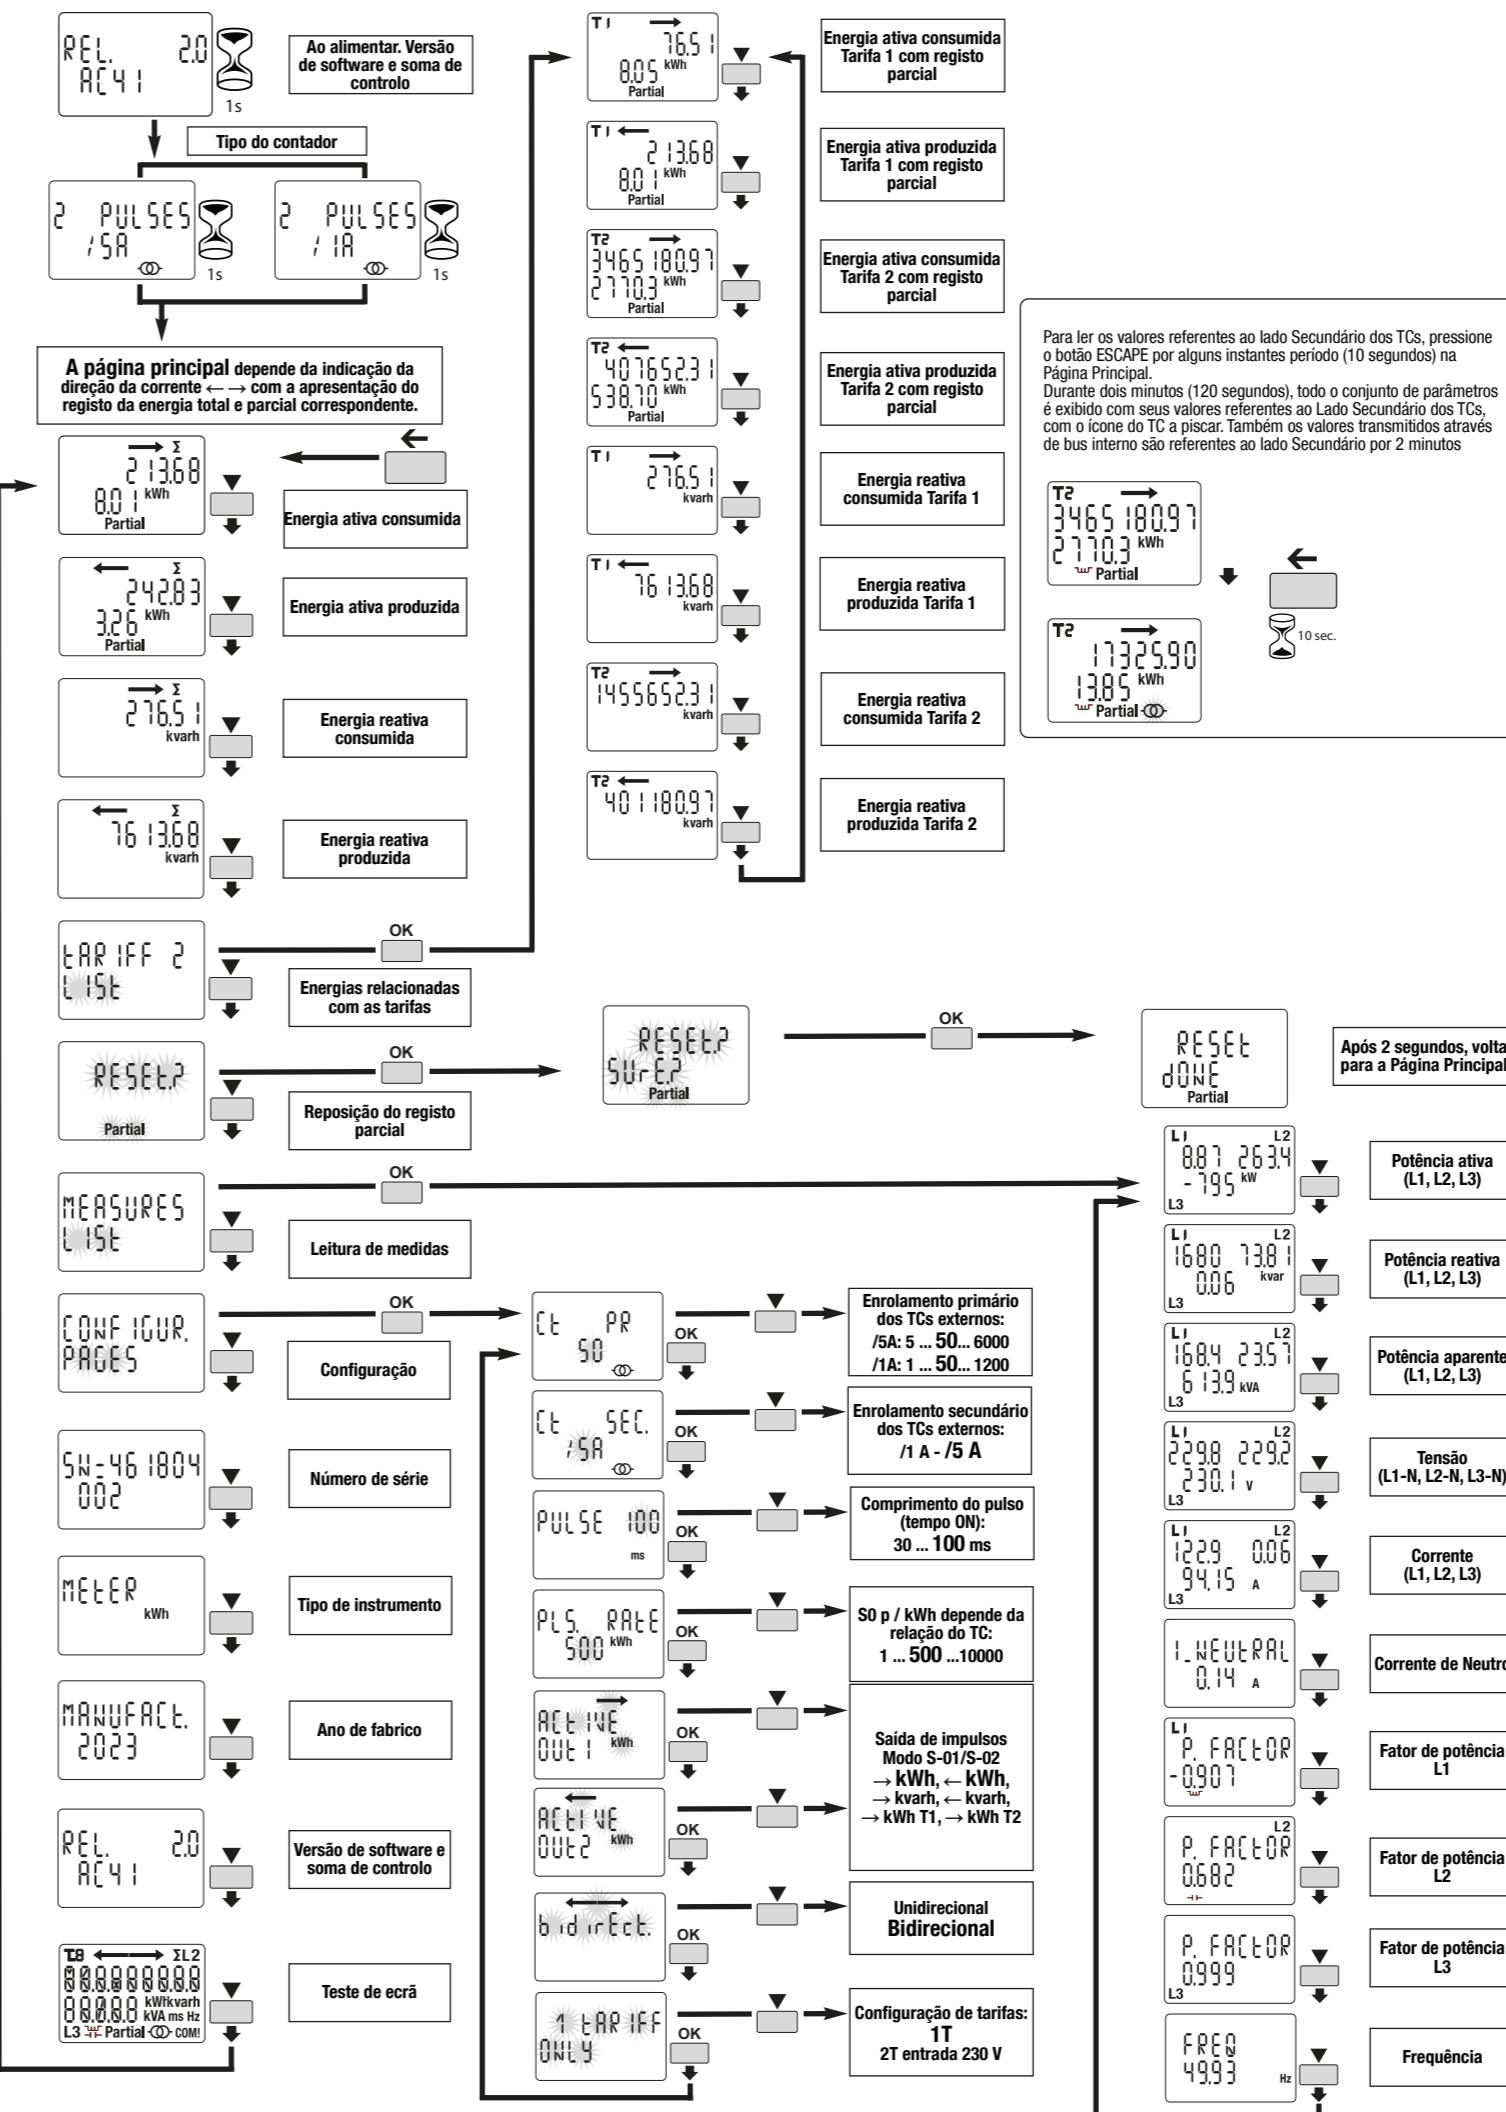 REL. 2.0
AC41
1s
Ao alimentar. Versão
de software e soma de
controlo
Tipo do contador
2 PULSES
/5A
1s
2 PULSES
/1A
1s
A página principal depende da indicação da
direção da corrente ←→ com a apresentação do
registo da energia total e parcial correspondente.
→ Σ
213.68
8.01 kWh
Partial
Energia ativa consumida
← Σ
242.83
3.26 kWh
Partial
Energia ativa produzida
→ Σ
276.51
kvarh
Energia reativa
consumida
← Σ
7613.68
kvarh
Energia reativa
produzida
tARIFF 2
LISt
OK
Energias relacionadas
com as tarifas
RESEt.?
Partial
OK
Reposição do registo
parcial
RESEt.?
SUrE.?
Partial
OK
RESEt
dONE
Partial
Após 2 segundos, volta
para a Página Principal
MEASURES
LISt
OK
Leitura de medidas
CONFIGUR.
PAGES
OK
Configuração
SN=461804
002
Número de série
MEtER
kWh
Tipo de instrumento
MANUFACt.
2023
Ano de fabrico
REL. 2.0
AC41
Versão de software e
soma de controlo
T.8 ← → ΣL2
kWh kvarh
kVA ms Hz
L3 Partial COM!
Teste de ecrã
T1 →
76.51
8.05 kWh
Partial
Energia ativa consumida
Tarifa 1 com registo
parcial
T1 ←
213.68
8.01 kWh
Partial
Energia ativa produzida
Tarifa 1 com registo
parcial
T2 →
3465180.97
2770.3 kWh
Partial
Energia ativa consumida
Tarifa 2 com registo
parcial
T2 ←
407652.31
538.70 kWh
Partial
Energia ativa produzida
Tarifa 2 com registo
parcial
T1 →
276.51
kvarh
Energia reativa
consumida Tarifa 1
T1 ←
7613.68
kvarh
Energia reativa
produzida Tarifa 1
T2 →
1455652.31
kvarh
Energia reativa
consumida Tarifa 2
T2 ←
401180.97
kvarh
Energia reativa
produzida Tarifa 2
Para ler os valores referentes ao lado Secundário dos TCs, pressione
o botão ESCAPE por alguns instantes período (10 segundos) na
Página Principal.
Durante dois minutos (120 segundos), todo o conjunto de parâmetros
é exibido com seus valores referentes ao Lado Secundário dos TCs,
com o ícone do TC a piscar. Também os valores transmitidos através
de bus interno são referentes ao lado Secundário por 2 minutos
T2 →
3465180.97
2770.3 kWh
Partial
T2 →
17325.90
13.85 kWh
Partial
10 sec.
Ct PR
50
OK
Enrolamento primário
dos TCs externos:
/5A: 5 ... 50... 6000
/1A: 1 ... 50... 1200
Ct SEC.
/5A
OK
Enrolamento secundário
dos TCs externos:
/1 A - /5 A
PULSE 100
ms
OK
Comprimento do pulso
(tempo ON):
30 ... 100 ms
PLS. RAtE
500 kWh
OK
S0 p / kWh depende da
relação do TC:
1 ... 500 ...10000
→
ACtIVE
OUt1 kWh
OK
←
ACtIVE
OUt2 kWh
OK
Saída de impulsos
Modo S-01/S-02
→ kWh, ← kWh,
→ kvarh, ← kvarh,
→ kWh T1, → kWh T2
bidirEct.
OK
Unidirecional
Bidirecional
1 tARIFF
ONLY
OK
Configuração de tarifas:
1T
2T entrada 230 V
L1 L2
8.87 263.4
-795 kW
L3
Potência ativa
(L1, L2, L3)
L1 L2
1680 73.81
0.06 kvar
L3
Potência reativa
(L1, L2, L3)
L1 L2
168.4 23.57
613.9 kVA
L3
Potência aparente
(L1, L2, L3)
L1 L2
229.8 229.2
230.1 V
L3
Tensão
(L1-N, L2-N, L3-N)
L1 L2
122.9 0.06
94.15 A
L3
Corrente
(L1, L2, L3)
I_NEUtRAL
0.14 A
Corrente de Neutro
L1
P. FACtOR
-0.907
Fator de potência
L1
L2
P. FACtOR
0.682
Fator de potência
L2
P. FACtOR
0.999
L3
Fator de potência
L3
FREQ
49.93 Hz
Frequência